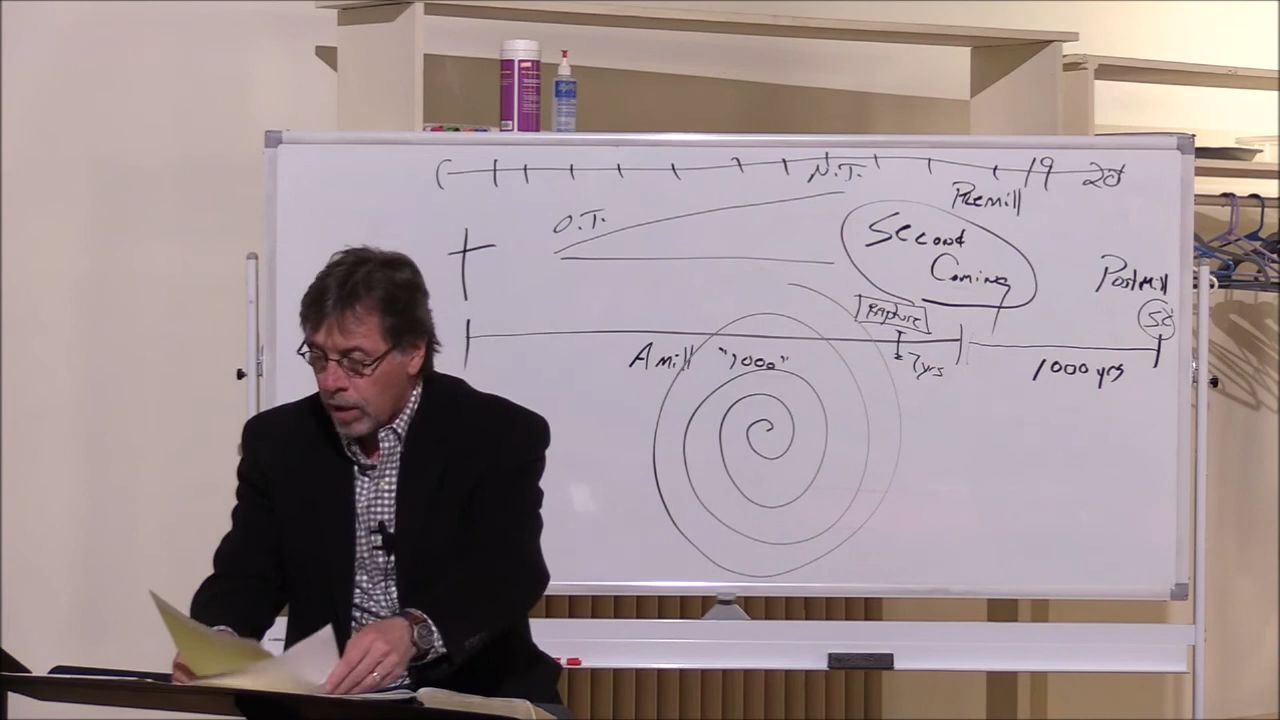 N.T.
19
20
Premill
O.T.
Second
Coming
Postmill
Rapture
SC
Amill "1000"
7yrs
1000 yrs